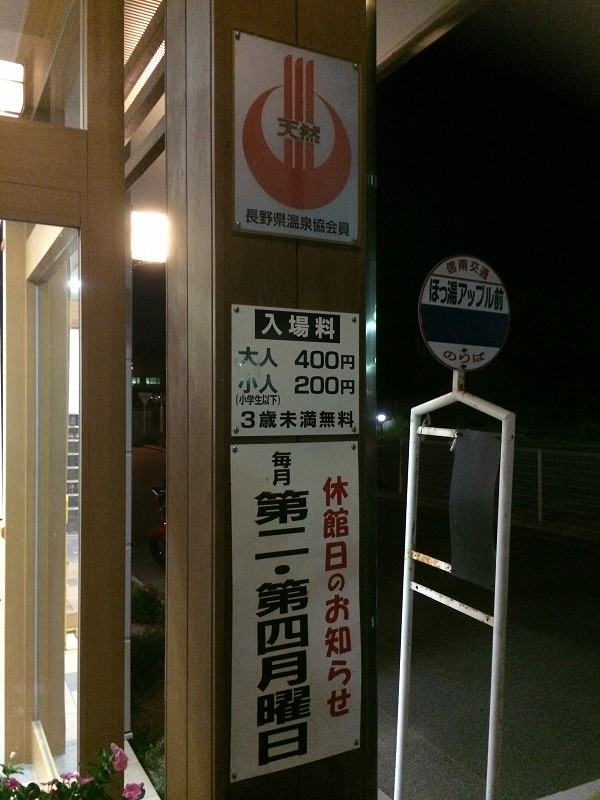 天然
長野県温泉協会員
入場料
大人 400円
小人 200円
(小学生以下)
3歳未満無料
休館日のお知らせ
毎月
第二・第四月曜日
信南交通
ほっ湯アップル前
のりば